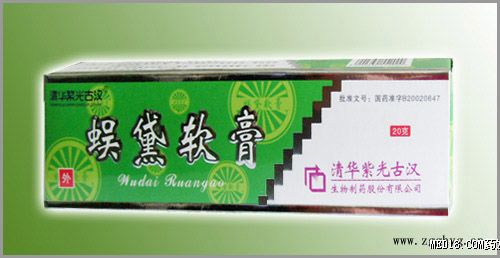 清华紫光古汉
蜈黛软膏
外
Wudai Ruangao
批准文号：国药准字B20020647
20克
清华紫光古汉
生物制药股份有限公司